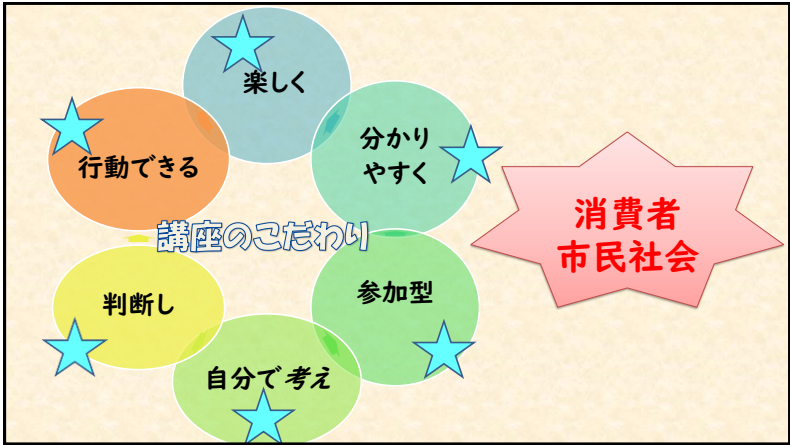 楽しく
分かり
やすく
参加型
自分で考え
判断し
行動できる
講座のこだわり
消費者
市民社会